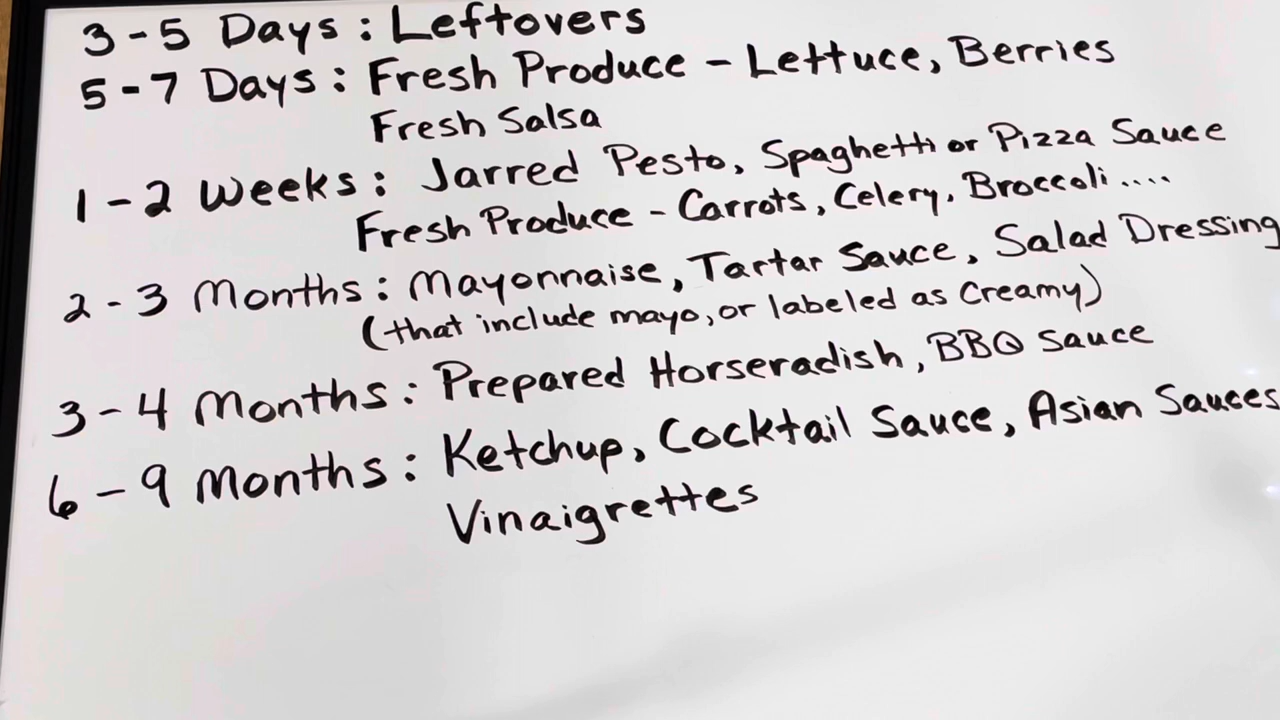 3-5 Days: Leftovers
5-7 Days: Fresh Produce - Lettuce, Berries
Fresh Salsa
1-2 Weeks: Jarred Pesto, Spaghetti or Pizza Sauce
Fresh Produce - Carrots, Celery, Broccoli....
2-3 Months: Mayonnaise, Tartar Sauce, Salad Dressing
(that include mayo, or labeled as Creamy)
3-4 Months: Prepared Horseradish, BBQ Sauce
6-9 Months: Ketchup, Cocktail Sauce, Asian Sauces
Vinaigrettes